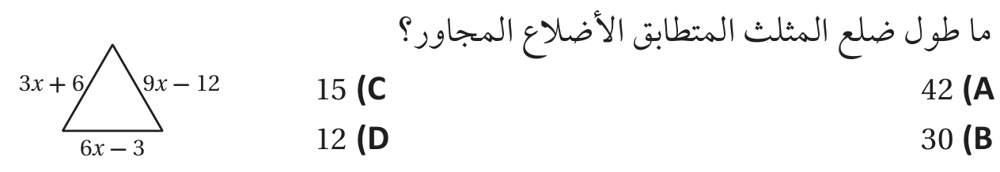 ما طول ضلع المثلث المتطابق الأضلاع المجاور؟
42 (A
15 (C
30 (B
12 (D
3x + 6
9x − 12
6x − 3